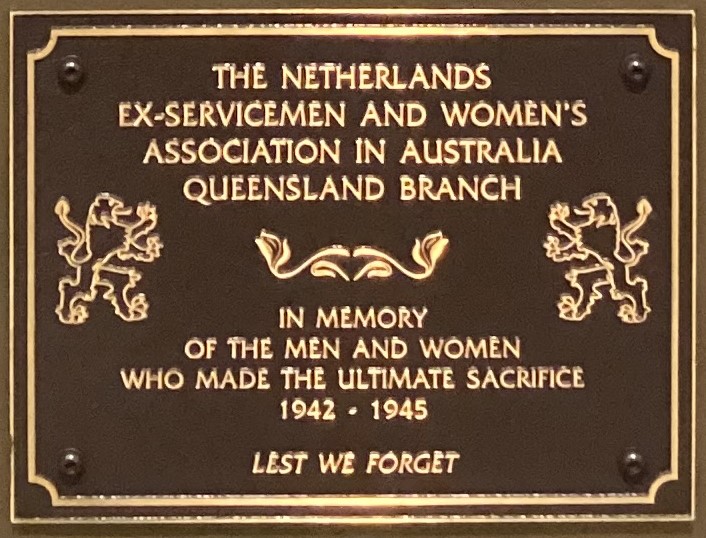 THE NETHERLANDS
EX-SERVICEMEN AND WOMEN'S
ASSOCIATION IN AUSTRALIA
QUEENSLAND BRANCH
IN MEMORY
OF THE MEN AND WOMEN
WHO MADE THE ULTIMATE SACRIFICE
1942 - 1945
LEST WE FORGET